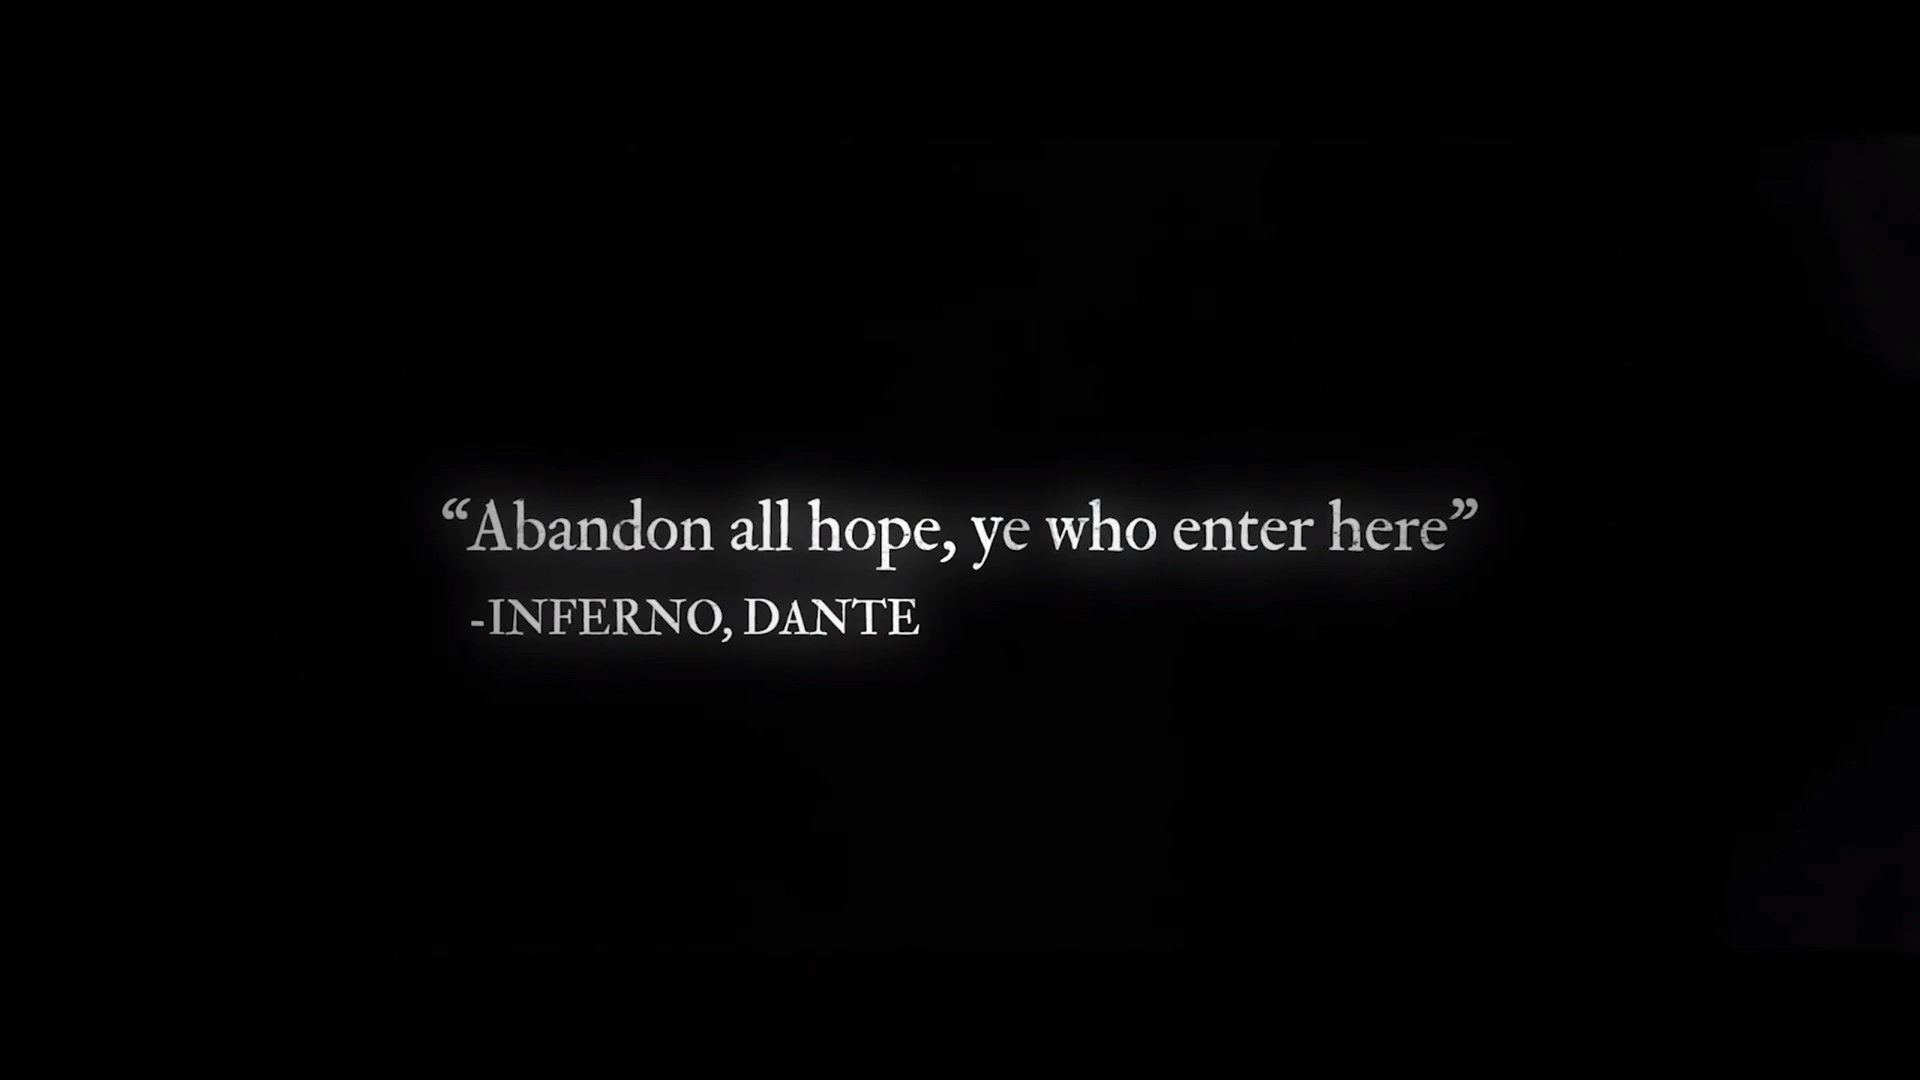 “Abandon all hope, ye who enter here”
-INFERNO, DANTE